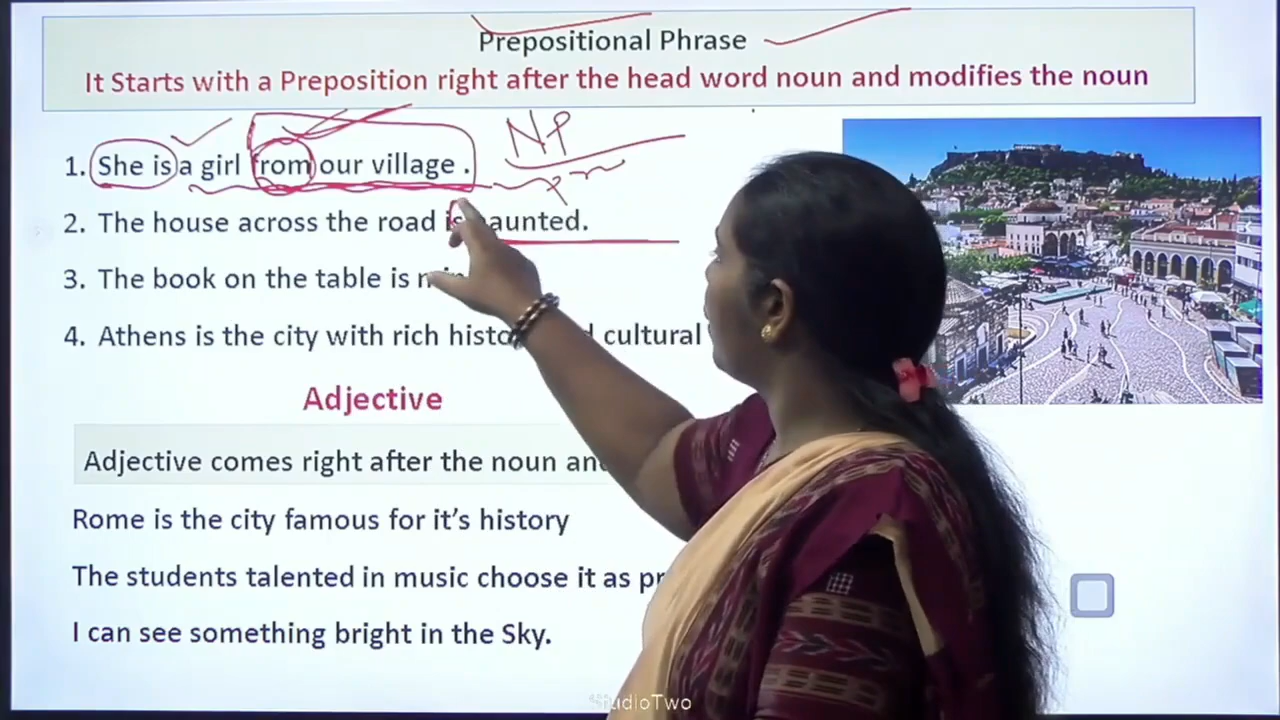 Prepositional Phrase
It Starts with a Preposition right after the head word noun and modifies the noun
1. She is a girl from our village .
NP
2. The house across the road is haunted.
3. The book on the table is
4. Athens is the city with rich cultural
Adjective
Adjective comes right after the noun
Rome is the city famous for it's history
The students talented in music choose it as
I can see something bright in the Sky.